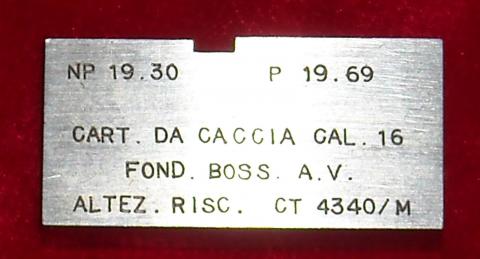 NP 19.30 P 19.69
CART. DA CACCIA CAL. 16
FOND. BOSS. A.V.
ALTEZ. RISC. CT 4340/M